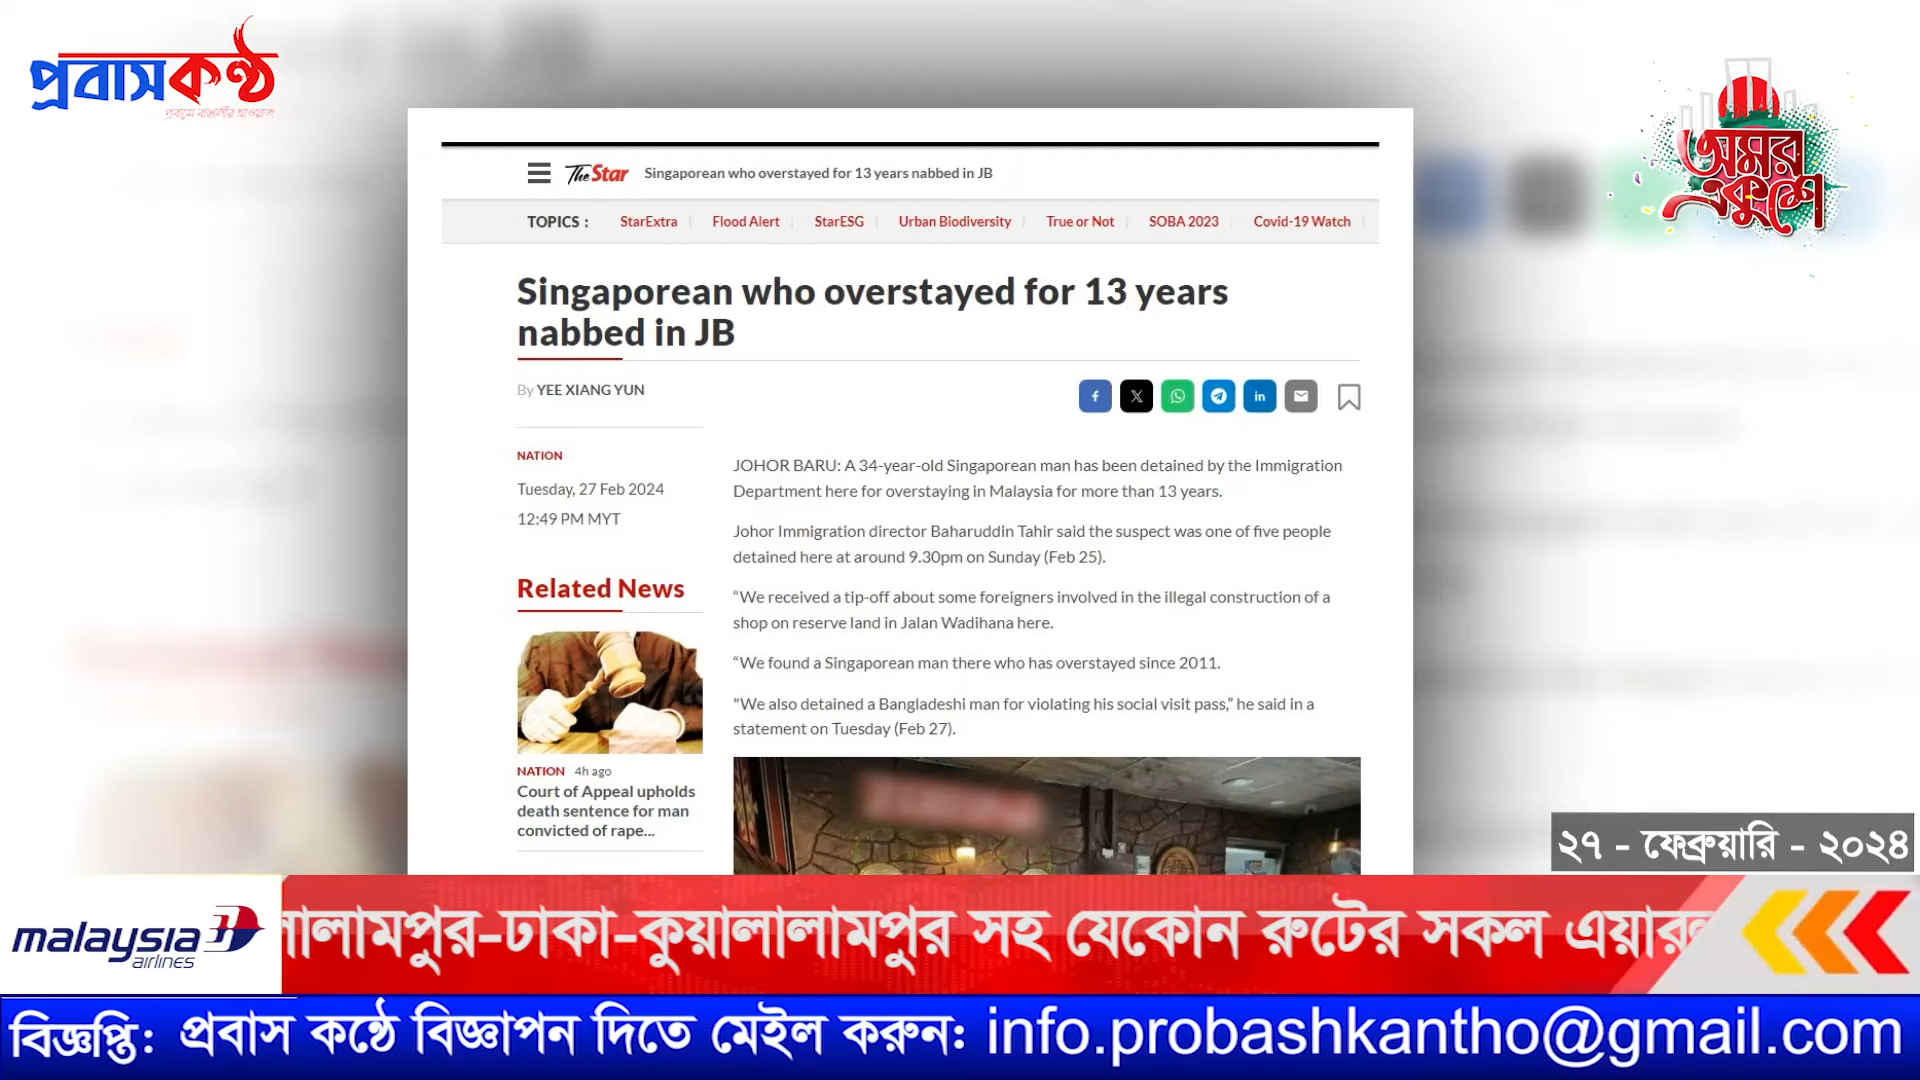 প্রবাসকণ্ঠ
প্রবাসে বাঙালীর আওয়াজ
অমর
একুশে
The Star
Singaporean who overstayed for 13 years nabbed in JB
TOPICS : StarExtra Flood Alert StarESG Urban Biodiversity True or Not SOBA 2023 Covid-19 Watch
Singaporean who overstayed for 13 years
nabbed in JB
By YEE XIANG YUN
NATION
Tuesday, 27 Feb 2024
12:49 PM MYT
JOHOR BARU: A 34-year-old Singaporean man has been detained by the Immigration
Department here for overstaying in Malaysia for more than 13 years.
Johor Immigration director Baharuddin Tahir said the suspect was one of five people
detained here at around 9.30pm on Sunday (Feb 25).
“We received a tip-off about some foreigners involved in the illegal construction of a
shop on reserve land in Jalan Wadihana here.
“We found a Singaporean man there who has overstayed since 2011.
"We also detained a Bangladeshi man for violating his social visit pass,” he said in a
statement on Tuesday (Feb 27).
Related News
NATION 4h ago
Court of Appeal upholds
death sentence for man
convicted of rape...
২৭ - ফেব্রুয়ারি - ২০২৪
malaysia
airlines
লালামপুর-ঢাকা-কুয়ালালামপুর সহ যেকোন রুটের সকল
বিজ্ঞপ্তি: প্রবাস কন্ঠে বিজ্ঞাপন দিতে মেইল করুন: info.probashkantho@gmail.com